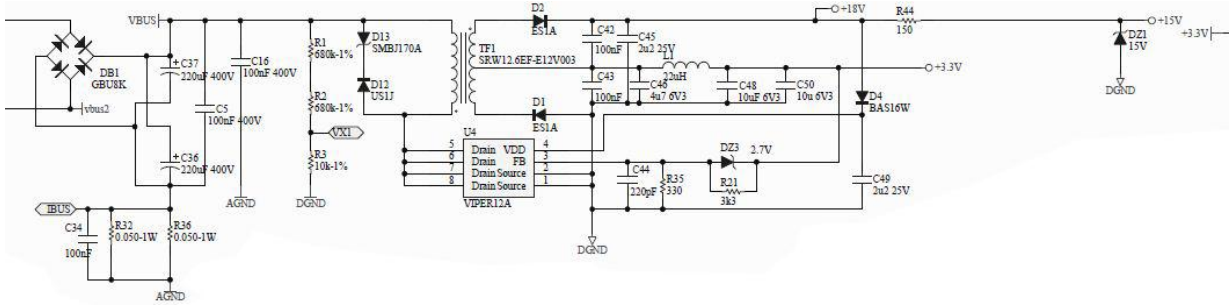 VBUS
DB1
GBU8K
vbus2
C37
220uF 400V
C5
100nF 400V
C36
220uF 400V
C16
100nF 400V
AGND
IBUS
C34
100nF
R32
0.050-1W
R36
0.050-1W
AGND
R1
680k-1%
R2
680k-1%
VX1
R3
10k-1%
DGND
D13
SMBJ170A
D12
US1J
TF1
SRW12.6EF-E12V003
D2
ES1A
D1
ES1A
U4
5 Drain VDD 4
6 Drain FB 3
7 Drain Source 2
8 Drain Source 1
VIPER12A
C42
100nF
C43
100nF
C45
2u2 25V
L1
22uH
C46
4u7 6V3
C48
10uF 6V3
C50
10u 6V3
+18V
R44
150
+15V
DZ1
15V
DGND
+3.3V
+3.3V
D4
BAS16W
DZ3
2.7V
C44
220pF
R35
330
R21
3k3
C49
2u2 25V
DGND